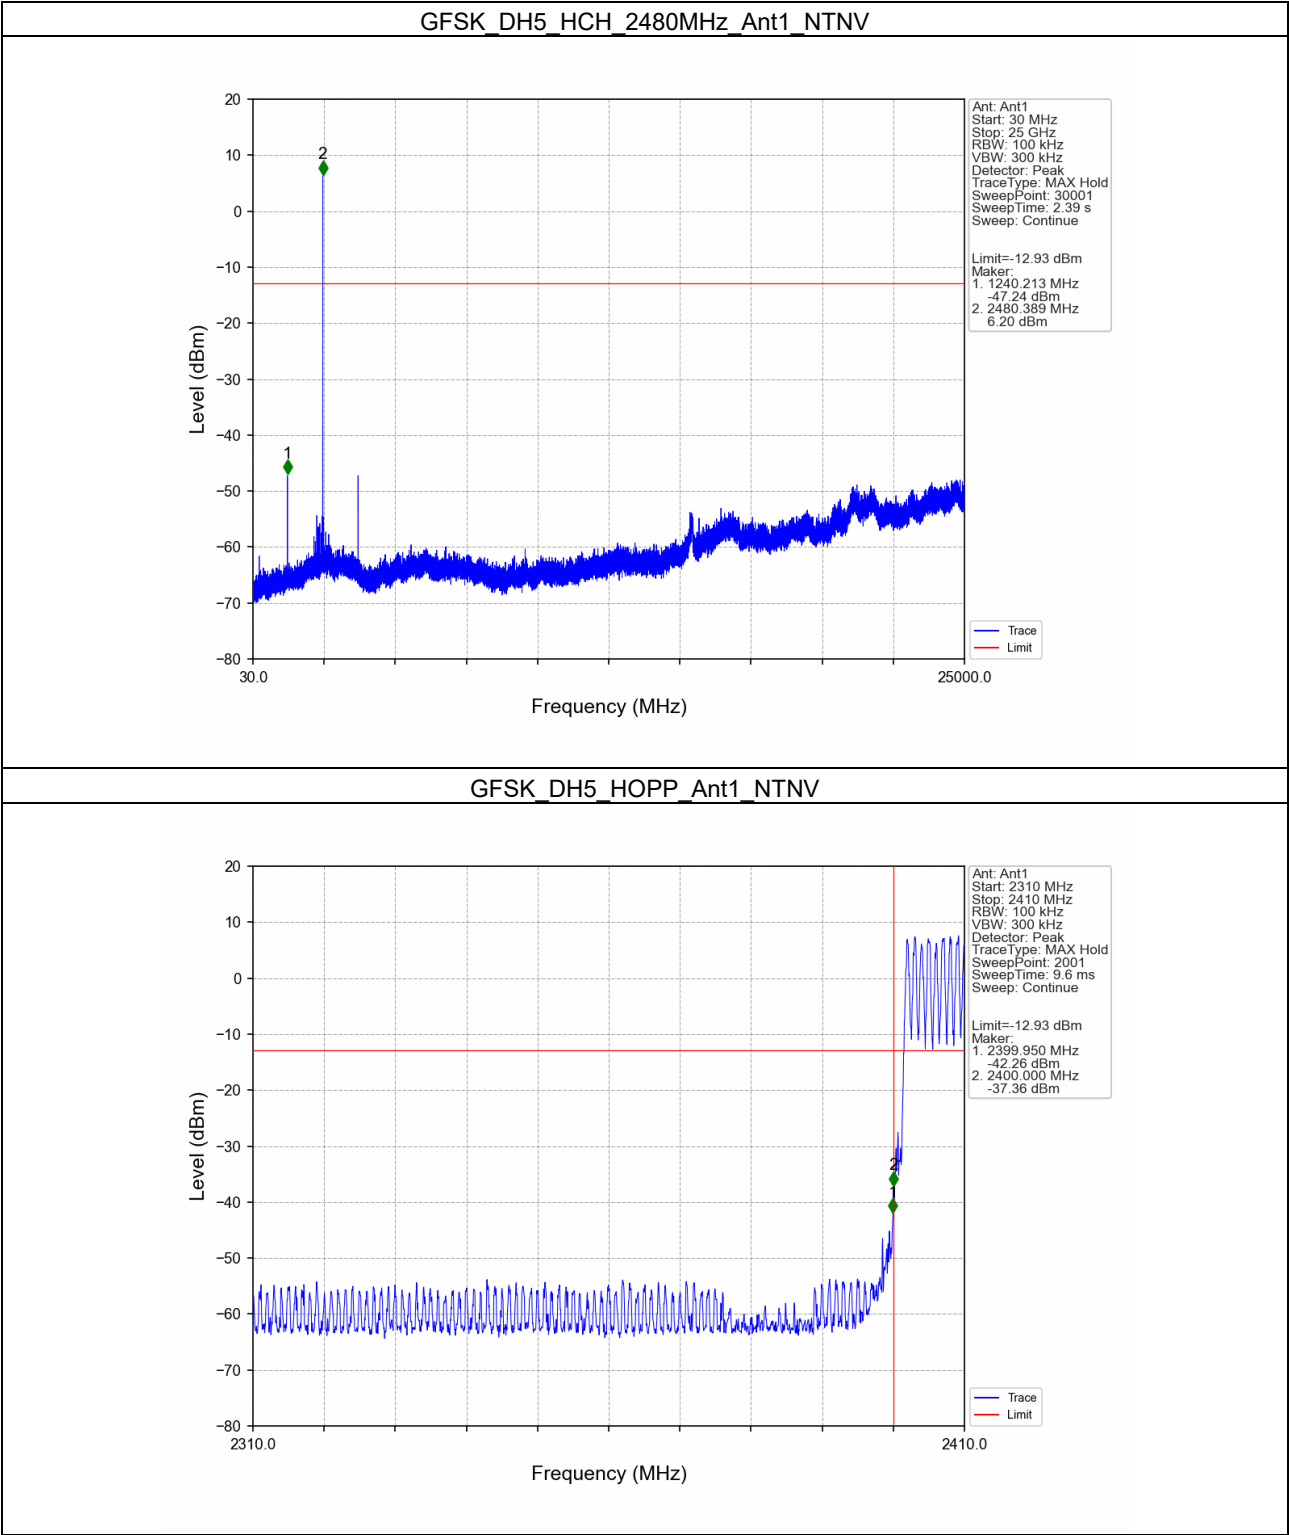 GFSK_DH5_HCH_2480MHz_Ant1_NTNV
20
10
0
−10
−20
−30
−40
−50
−60
−70
−80
Level (dBm)
2
1
30.0
25000.0
Frequency (MHz)
Ant: Ant1
Start: 30 MHz
Stop: 25 GHz
RBW: 100 kHz
VBW: 300 kHz
Detector: Peak
TraceType: MAX Hold
SweepPoint: 30001
SweepTime: 2.39 s
Sweep: Continue
Limit=-12.93 dBm
Maker:
1. 1240.213 MHz
-47.24 dBm
2. 2480.389 MHz
6.20 dBm
Trace
Limit
GFSK_DH5_HOPP_Ant1_NTNV
20
10
0
−10
−20
−30
−40
−50
−60
−70
−80
Level (dBm)
2
1
2310.0
2410.0
Frequency (MHz)
Ant: Ant1
Start: 2310 MHz
Stop: 2410 MHz
RBW: 100 kHz
VBW: 300 kHz
Detector: Peak
TraceType: MAX Hold
SweepPoint: 2001
SweepTime: 9.6 ms
Sweep: Continue
Limit=-12.93 dBm
Maker:
1. 2399.950 MHz
-42.26 dBm
2. 2400.000 MHz
-37.36 dBm
Trace
Limit